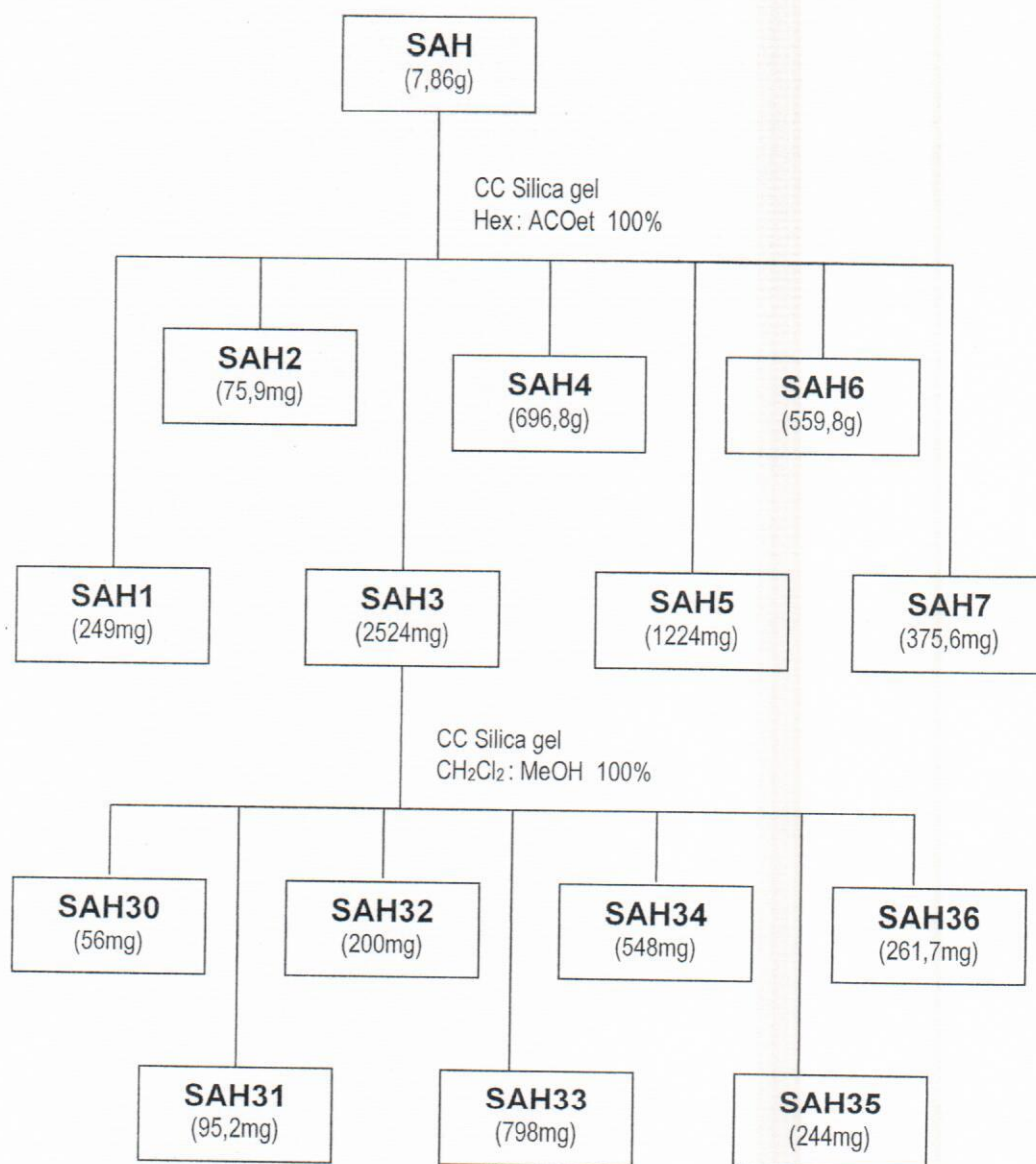 SAH
(7,86g)
CC Silica gel
Hex: ACOet 100%
SAH2
(75,9mg)
SAH4
(696,8g)
SAH6
(559,8g)
SAH1
(249mg)
SAH3
(2524mg)
SAH5
(1224mg)
SAH7
(375,6mg)
CC Silica gel
CH₂Cl₂: MeOH 100%
SAH30
(56mg)
SAH32
(200mg)
SAH34
(548mg)
SAH36
(261,7mg)
SAH31
(95,2mg)
SAH33
(798mg)
SAH35
(244mg)